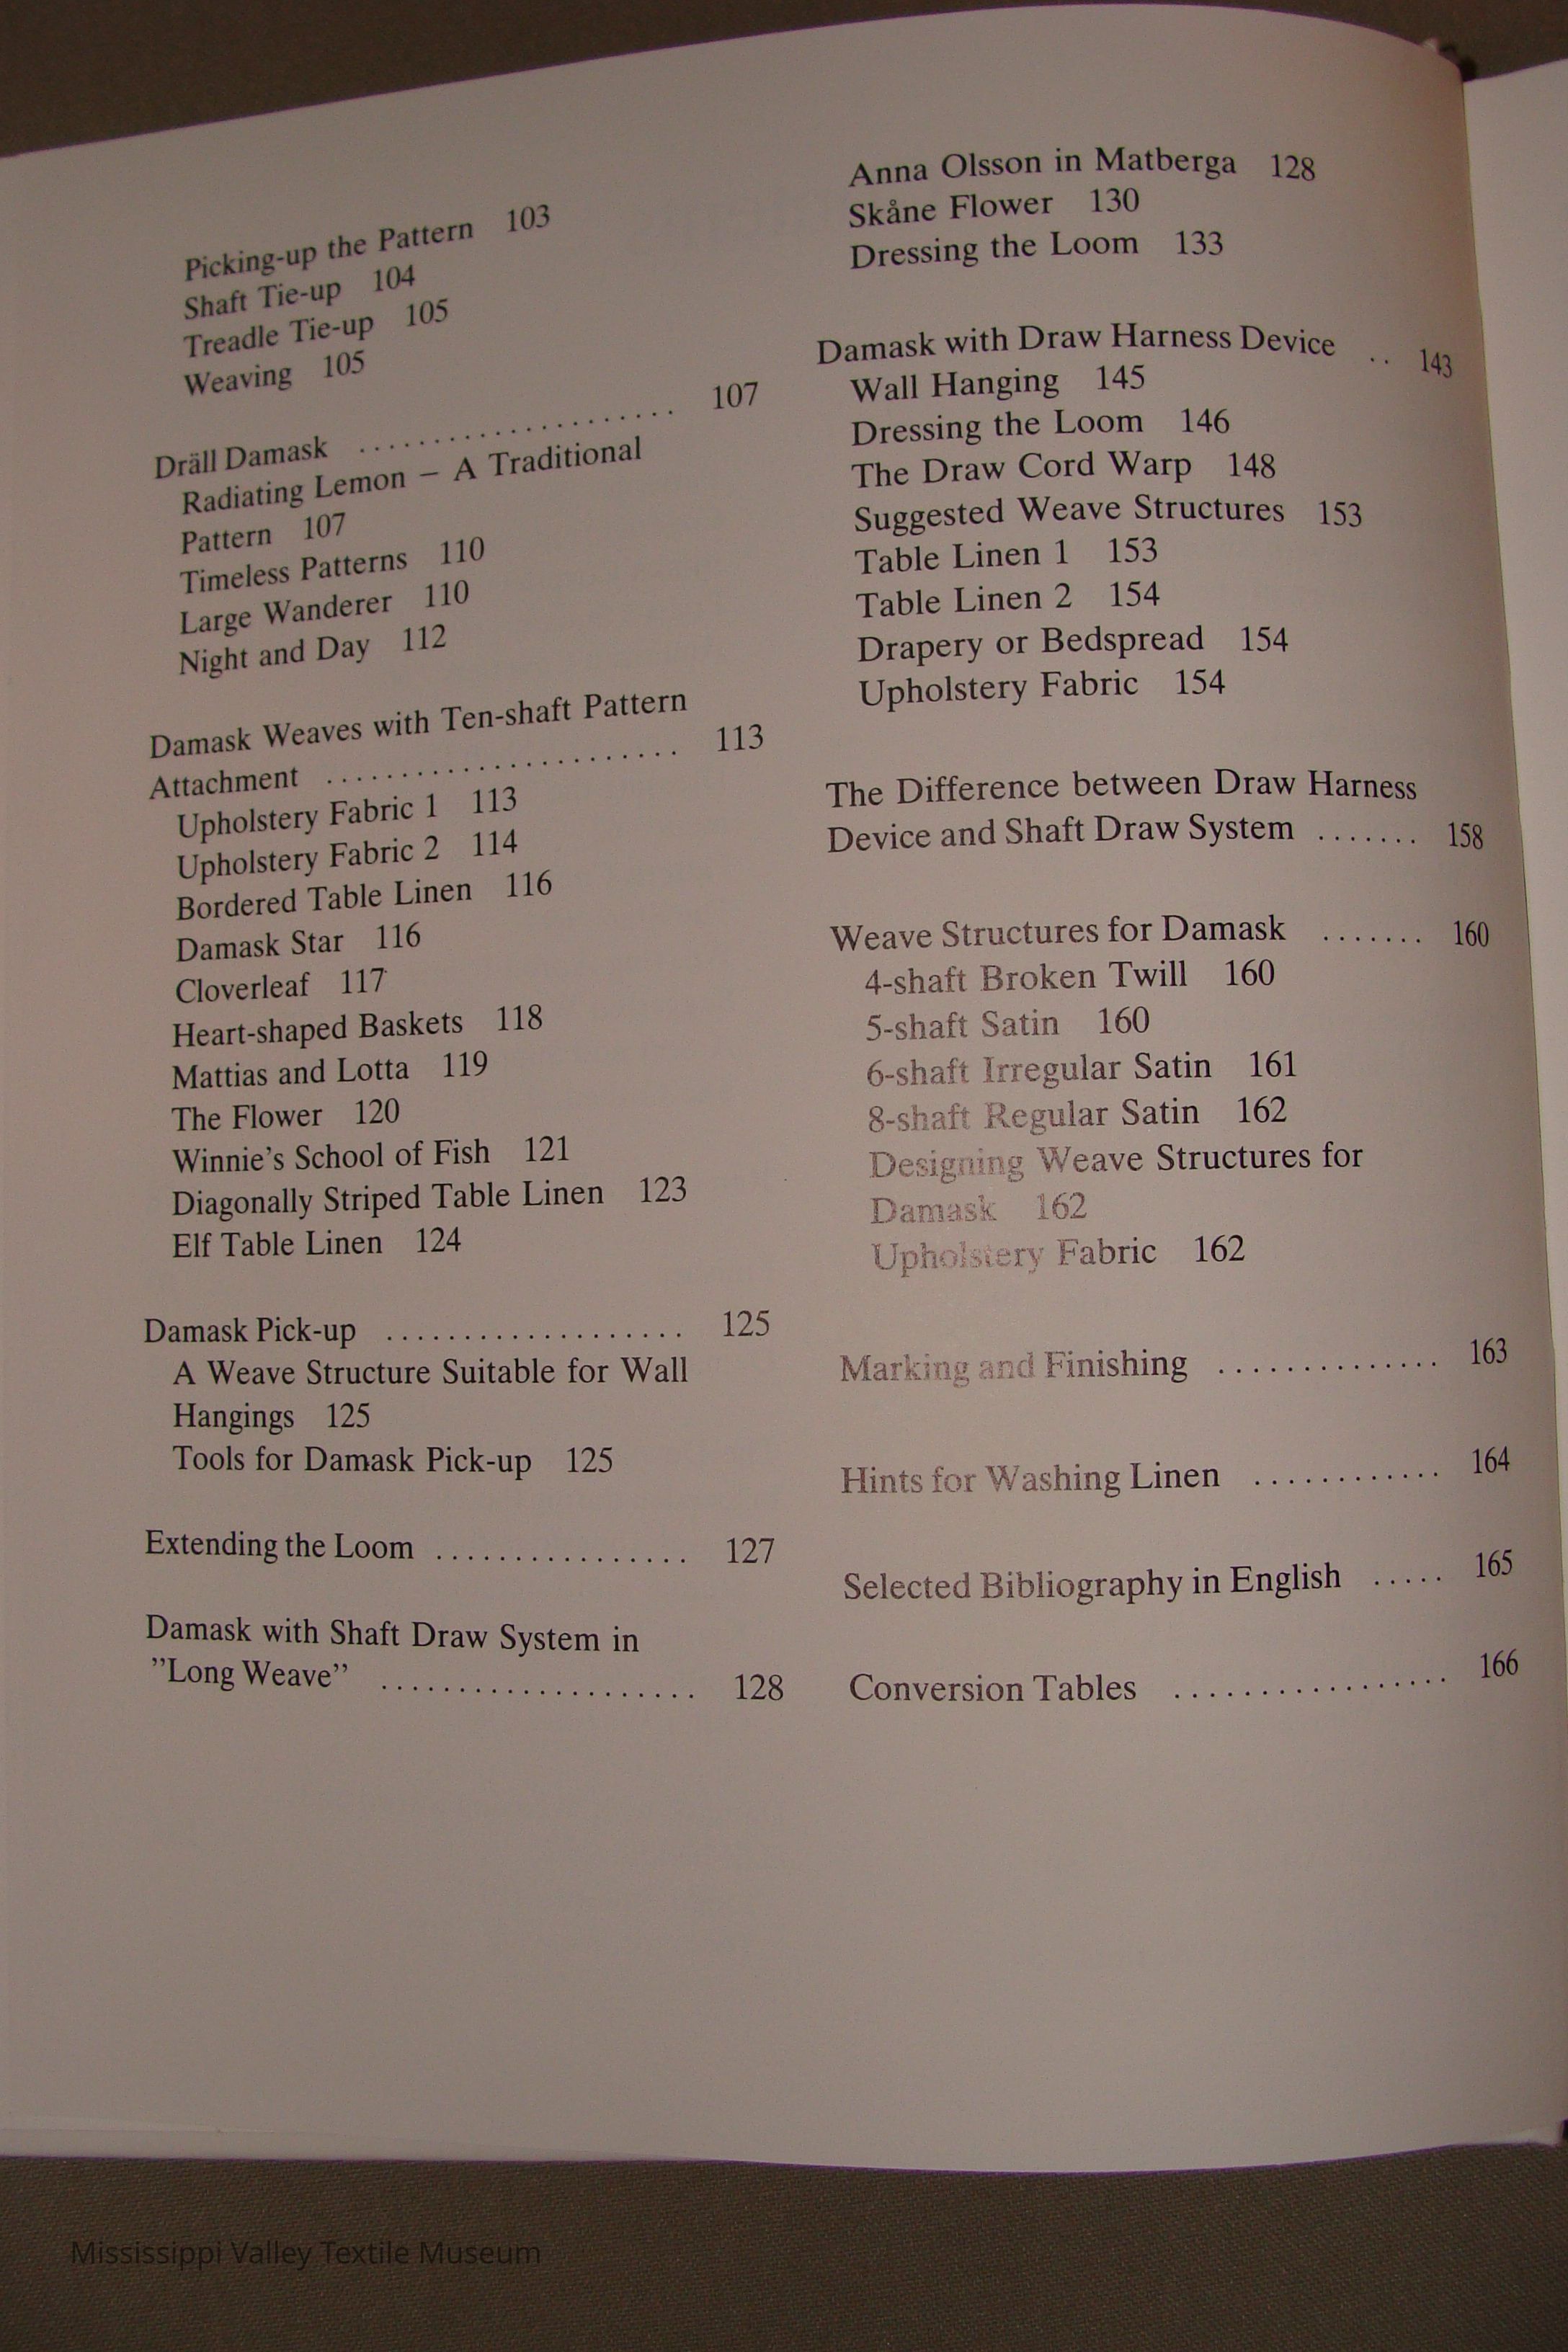 Picking-up the Pattern 103
Shaft Tie-up 104
Treadle Tie-up 105
Weaving 105
Dräll Damask ..................... 107
Radiating Lemon – A Traditional
Pattern 107
Timeless Patterns 110
Large Wanderer 110
Night and Day 112
Damask Weaves with Ten-shaft Pattern
Attachment ....................... 113
Upholstery Fabric 1 113
Upholstery Fabric 2 114
Bordered Table Linen 116
Damask Star 116
Cloverleaf 117
Heart-shaped Baskets 118
Mattias and Lotta 119
The Flower 120
Winnie's School of Fish 121
Diagonally Striped Table Linen 123
Elf Table Linen 124
Damask Pick-up ................... 125
A Weave Structure Suitable for Wall
Hangings 125
Tools for Damask Pick-up 125
Extending the Loom ................ 127
Damask with Shaft Draw System in
”Long Weave” .................... 128
Anna Olsson in Matberga 128
Skåne Flower 130
Dressing the Loom 133
Damask with Draw Harness Device .. 143
Wall Hanging 145
Dressing the Loom 146
The Draw Cord Warp 148
Suggested Weave Structures 153
Table Linen 1 153
Table Linen 2 154
Drapery or Bedspread 154
Upholstery Fabric 154
The Difference between Draw Harness
Device and Shaft Draw System ....... 158
Weave Structures for Damask ....... 160
4-shaft Broken Twill 160
5-shaft Satin 160
6-shaft Irregular Satin 161
8-shaft Regular Satin 162
Designing Weave Structures for
Damask 162
Upholstery Fabric 162
Marking and Finishing .............. 163
Hints for Washing Linen ............ 164
Selected Bibliography in English ..... 165
Conversion Tables ................. 166
Mississippi Valley Textile Museum